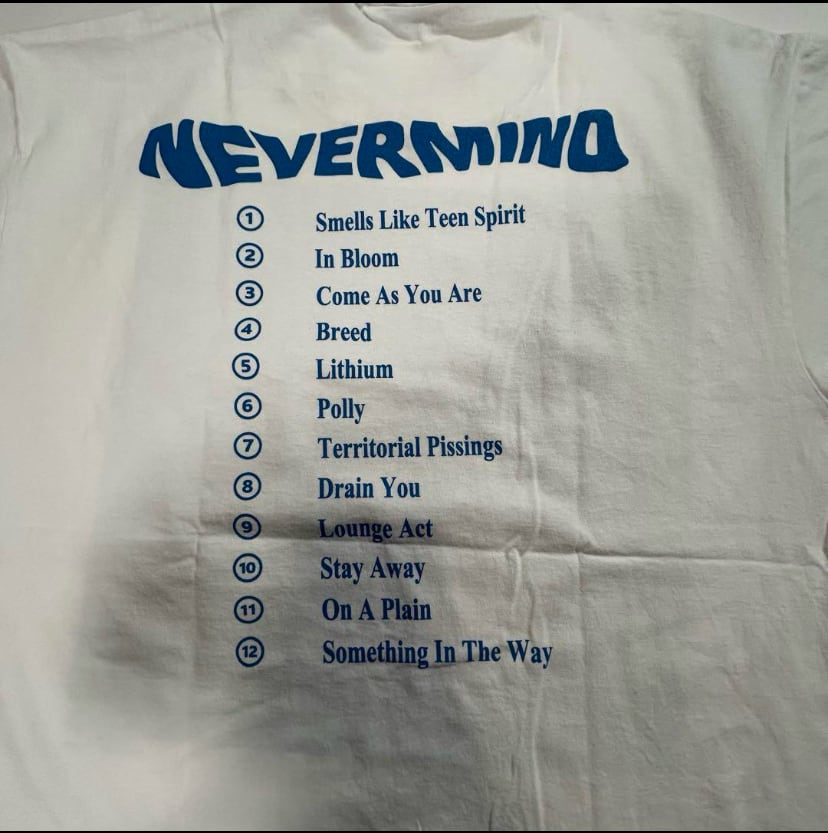 NEVERMIND
1 Smells Like Teen Spirit
2 In Bloom
3 Come As You Are
4 Breed
5 Lithium
6 Polly
7 Territorial Pissings
8 Drain You
9 Lounge Act
10 Stay Away
11 On A Plain
12 Something In The Way